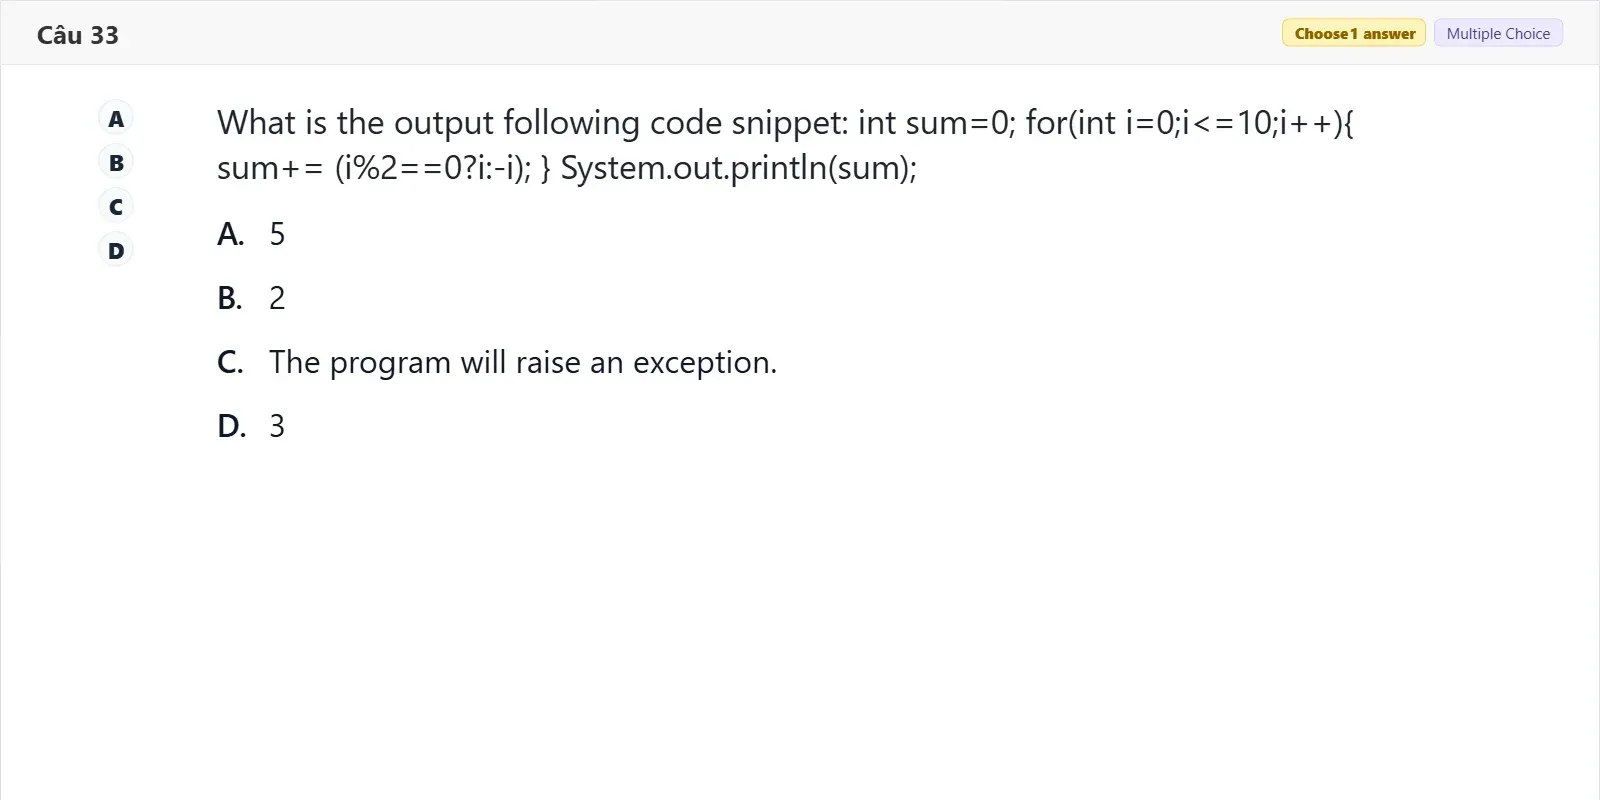 Câu 33
Choose1 answer
Multiple Choice
A
B
C
D
What is the output following code snippet: int sum=0; for(int i=0;i<=10;i++){
sum+= (i%2==0?i:-i); } System.out.println(sum);
A. 5
B. 2
C. The program will raise an exception.
D. 3